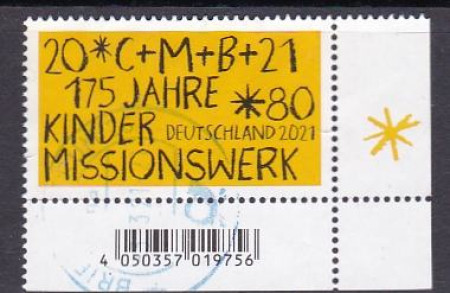 20*C+M+B+21
175 JAHRE *80
KINDER DEUTSCHLAND 2021
MISSIONSWERK
4 050357 019756